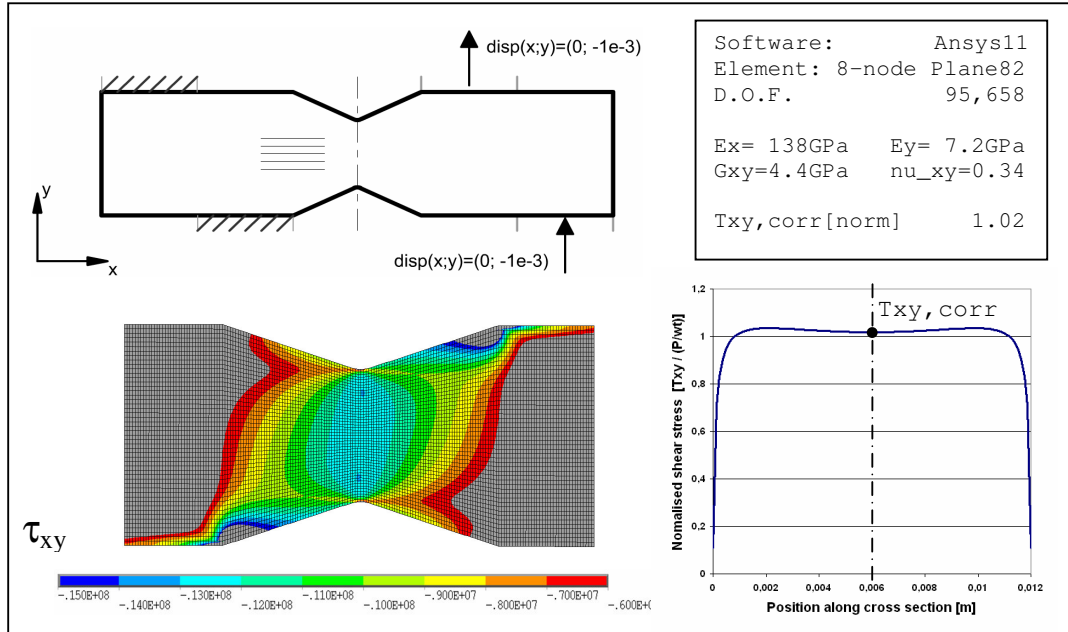 disp(x;y)=(0; -1e-3)
y
x
disp(x;y)=(0; -1e-3)
Software: Ansys11
Element: 8-node Plane82
D.O.F. 95,658
Ex= 138GPa Ey= 7.2GPa
Gxy=4.4GPa nu_xy=0.34
Txy,corr[norm] 1.02
τxy
-.150E+08 -.140E+08 -.130E+08 -.120E+08 -.110E+08 -.100E+08 -.900E+07 -.800E+07 -.700E+07 -.600E+0
Txy,corr
Nomalised shear stress [Txy / (P/wt)]
1,2
1
0,8
0,6
0,4
0,2
0
0 0,002 0,004 0,006 0,008 0,01 0,012
Position along cross section [m]